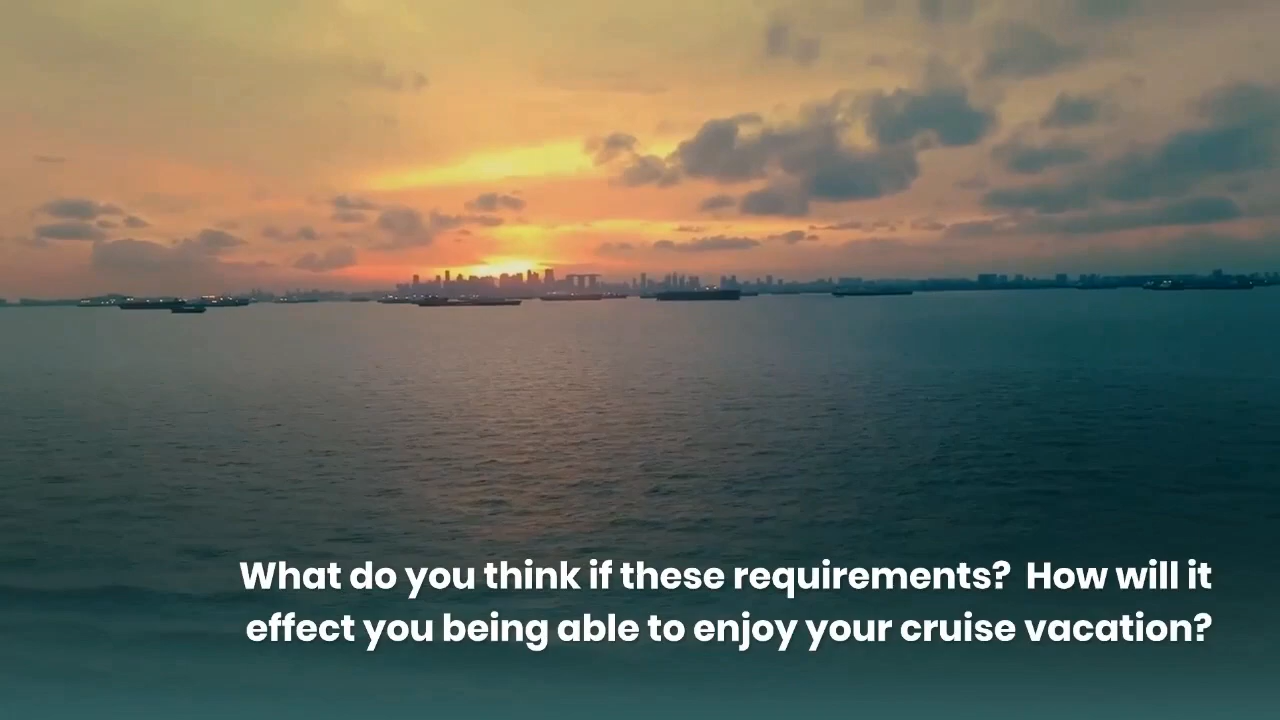 What do you think if these requirements?  How will it
effect you being able to enjoy your cruise vacation?